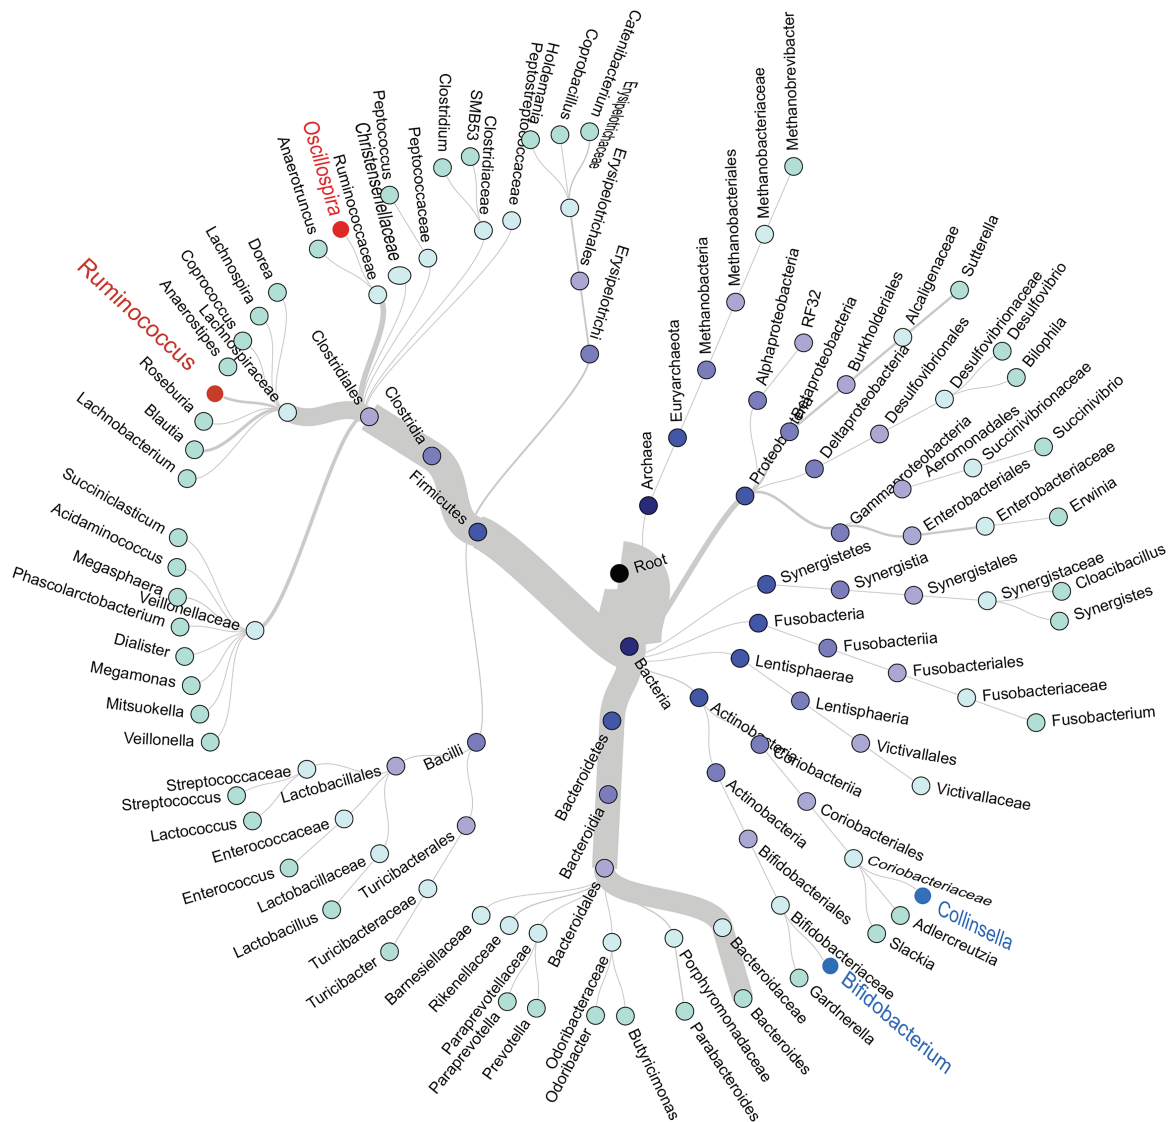 Root
Archaea
Euryarchaeota
Methanobacteria
Methanobacteriales
Methanobacteriaceae
Methanobrevibacter
Bacteria
Proteobacteria
Alphaproteobacteria
RF32
Betaproteobacteria
Burkholderiales
Alcaligenaceae
Sutterella
Deltaproteobacteria
Desulfovibrionales
Desulfovibrionaceae
Desulfovibrio
Bilophila
Gammaproteobacteria
Aeromonadales
Succinivibrionaceae
Succinivibrio
Enterobacteriales
Enterobacteriaceae
Erwinia
Synergistetes
Synergistia
Synergistales
Synergistaceae
Cloacibacillus
Synergistes
Fusobacteria
Fusobacteriia
Fusobacteriales
Fusobacteriaceae
Fusobacterium
Lentisphaerae
Lentisphaeria
Victivallales
Victivallaceae
Actinobacteria
Coriobacteriia
Coriobacteriales
Coriobacteriaceae
Collinsella
Adlercreutzia
Slackia
Actinobacteria
Bifidobacteriales
Bifidobacteriaceae
Bifidobacterium
Gardnerella
Bacteroidetes
Bacteroidia
Bacteroidales
Bacteroidaceae
Bacteroides
Porphyromonadaceae
Parabacteroides
Odoribacteraceae
Butyricimonas
Odoribacter
Paraprevotellaceae
Prevotella
Paraprevotella
Rikenellaceae
Barnesiellaceae
Firmicutes
Bacilli
Turicibacterales
Turicibacteraceae
Turicibacter
Lactobacillales
Lactobacillaceae
Lactobacillus
Enterococcaceae
Enterococcus
Streptococcaceae
Lactococcus
Streptococcus
Clostridia
Clostridiales
Veillonellaceae
Veillonella
Mitsuokella
Megamonas
Dialister
Phascolarctobacterium
Megasphaera
Acidaminococcus
Succiniclasticum
Lachnospiraceae
Lachnobacterium
Blautia
Roseburia
Ruminococcus
Anaerostipes
Coprococcus
Lachnospira
Dorea
Ruminococcaceae
Anaerotruncus
Oscillospira
Christensenellaceae
Peptococcaceae
Peptococcus
Clostridiaceae
Clostridium
SMB53
Peptostreptococcaceae
Erysipelotrichi
Erysipelotrichales
Erysipelotrichaceae
Holdemania
Coprobacillus
Catenibacterium